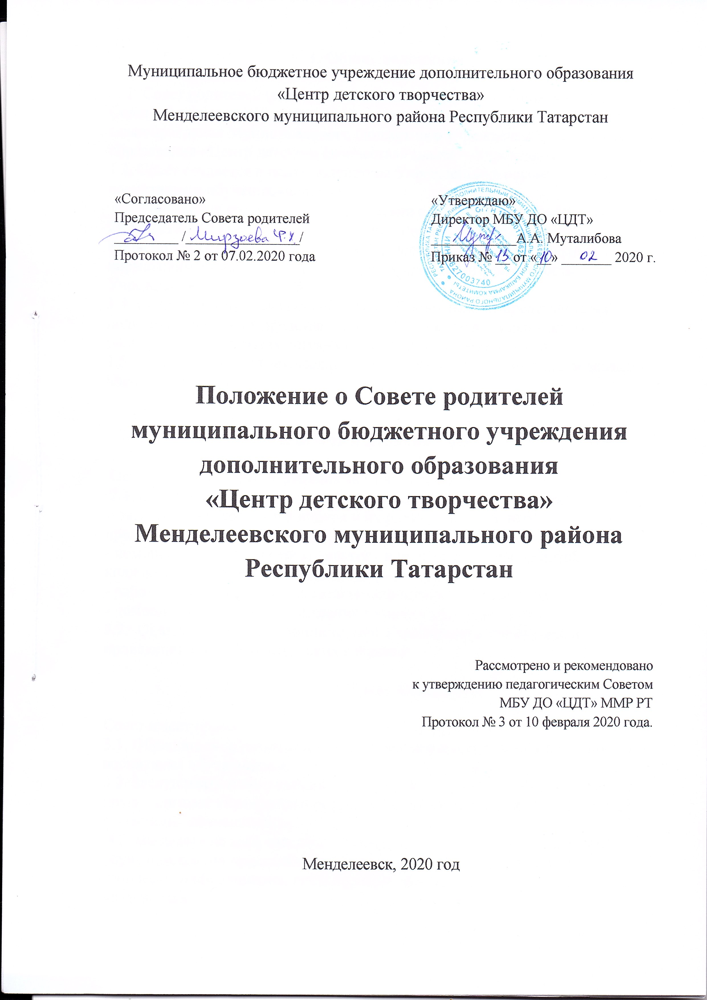 Муниципальное бюджетное учреждение дополнительного образования
«Центр детского творчества»
Менделеевского муниципального района Республики Татарстан
«Согласовано»
Председатель Совета родителей
/ Мирзоева Ф.Х /
Протокол № 2 от 07.02.2020 года
«Утверждаю»
Директор МБУ ДО «ЦДТ»
А.А. Муталибова
Приказ № 13 от «10» 02 2020 г.
627003740
Положение о Совете родителей
муниципального бюджетного учреждения
дополнительного образования
«Центр детского творчества»
Менделеевского муниципального района
Республики Татарстан
Рассмотрено и рекомендовано
к утверждению педагогическим Советом
МБУ ДО «ЦДТ» ММР РТ
Протокол № 3 от 10 февраля 2020 года.
Менделеевск, 2020 год